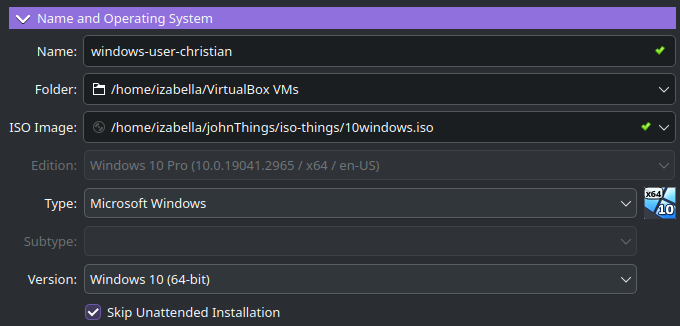 Name and Operating System
Name: windows-user-christian
Folder: /home/izabella/VirtualBox VMs
ISO Image: /home/izabella/johnThings/iso-things/10windows.iso
Edition: Windows 10 Pro (10.0.19041.2965 / x64 / en-US)
Type: Microsoft Windows x64 10
Subtype:
Version: Windows 10 (64-bit)
Skip Unattended Installation